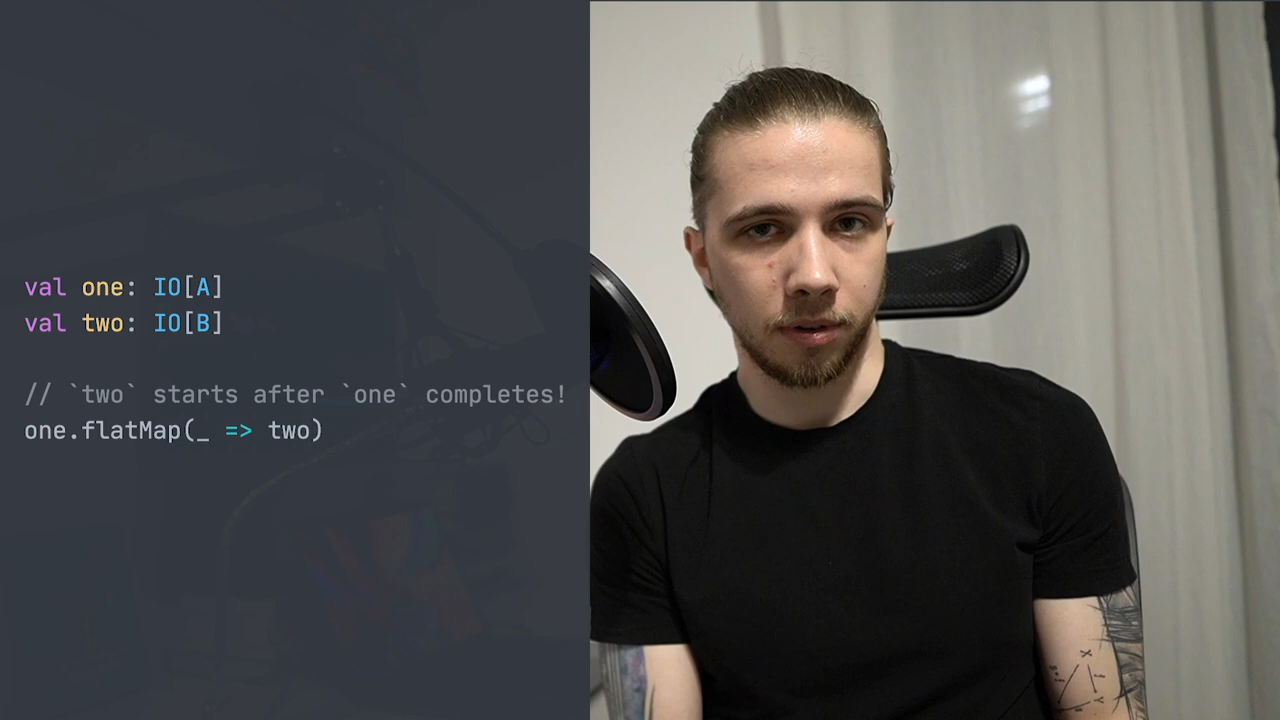 val one: IO[A]
val two: IO[B]
// `two` starts after `one` completes!
one.flatMap(_ => two)
X